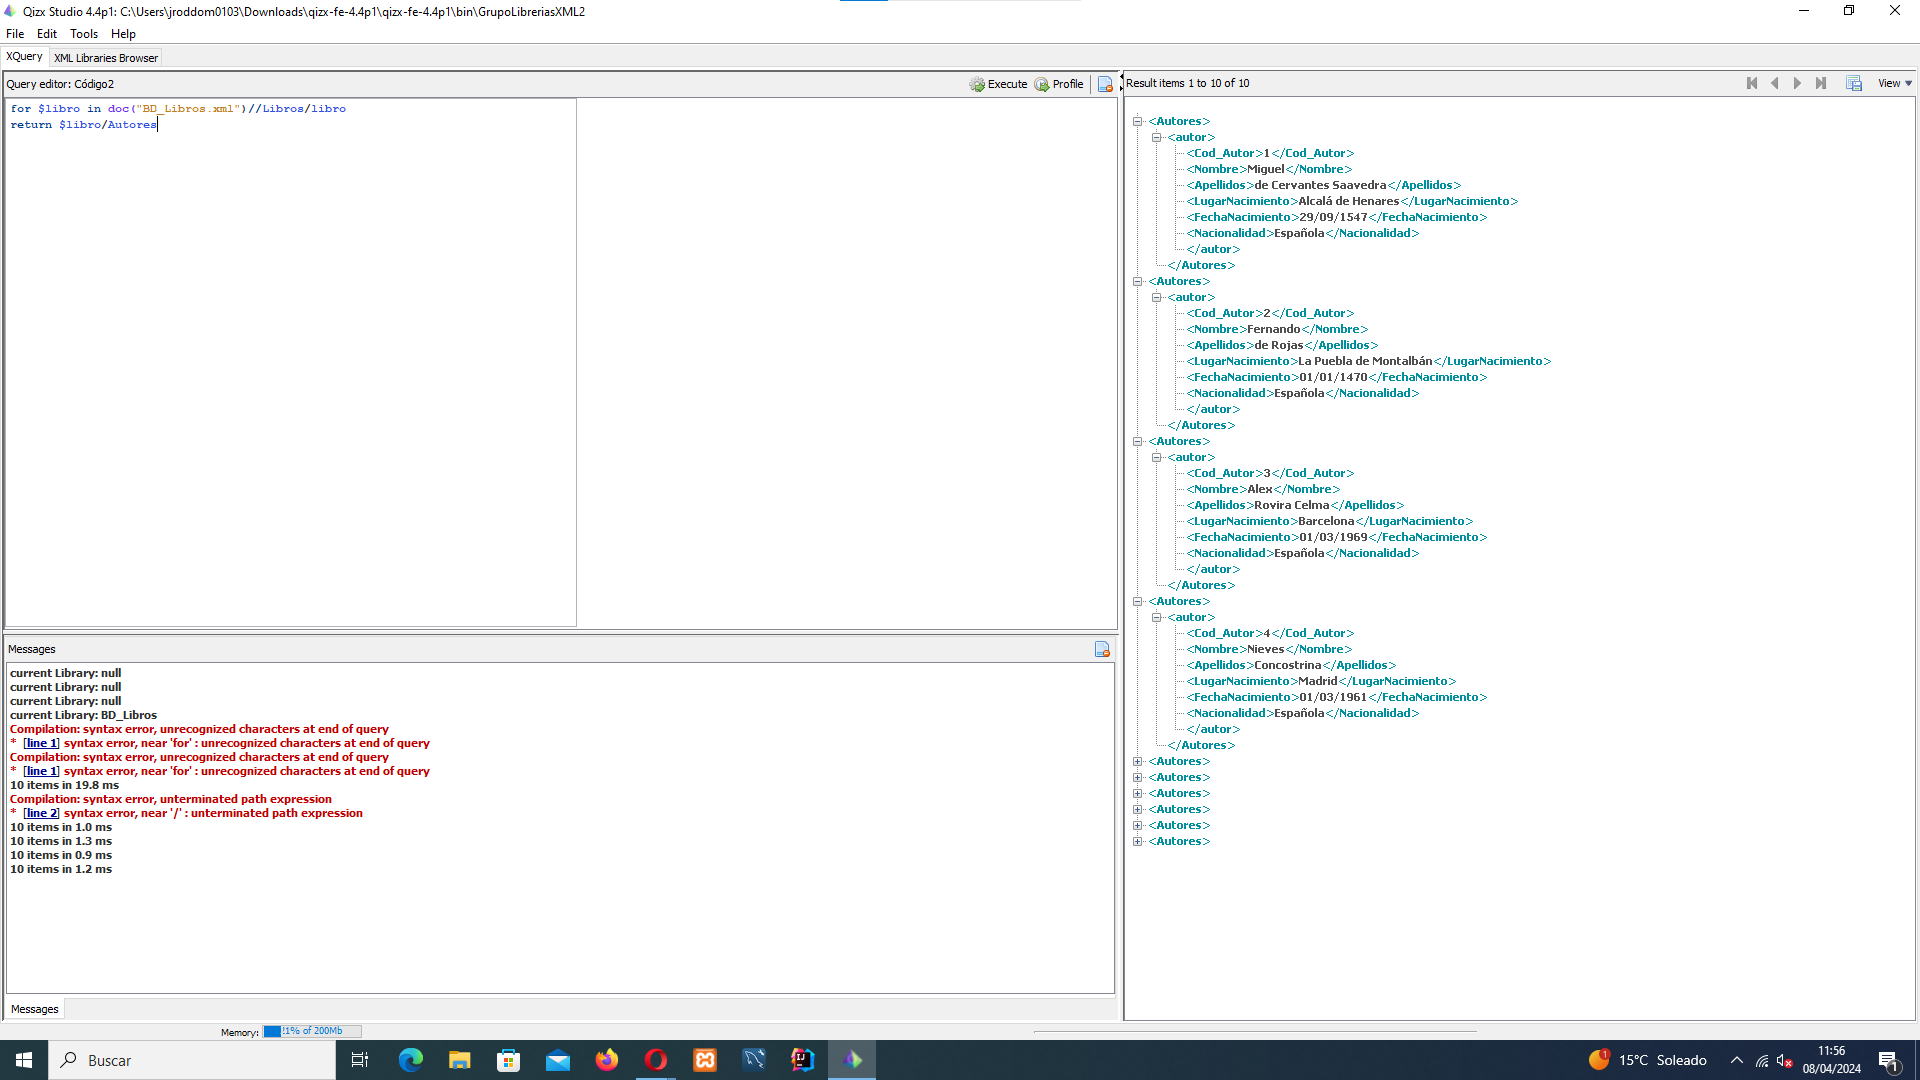 Qizx Studio 4.4p1: C:\Users\jroddom0103\Downloads\qizx-fe-4.4p1\qizx-fe-4.4p1\bin\GrupoLibreriasXML2
File Edit Tools Help
XQuery XML Libraries Browser
Query editor: Código2 Execute Profile
for $libro in doc("BD_Libros.xml")//Libros/libro
return $libro/Autores
Messages
current Library: null
current Library: null
current Library: null
current Library: BD_Libros
Compilation: syntax error, unrecognized characters at end of query
* [line 1] syntax error, near 'for' : unrecognized characters at end of query
Compilation: syntax error, unrecognized characters at end of query
* [line 1] syntax error, near 'for' : unrecognized characters at end of query
10 items in 19.8 ms
Compilation: syntax error, unterminated path expression
* [line 2] syntax error, near '/' : unterminated path expression
10 items in 1.0 ms
10 items in 1.3 ms
10 items in 0.9 ms
10 items in 1.2 ms
Messages
Memory: of 200Mb
Result items 1 to 10 of 10 View
<Autores>
<autor>
<Cod_Autor>1</Cod_Autor>
<Nombre>Miguel</Nombre>
<Apellidos>de Cervantes Saavedra</Apellidos>
<LugarNacimiento>Alcalá de Henares</LugarNacimiento>
<FechaNacimiento>29/09/1547</FechaNacimiento>
<Nacionalidad>Española</Nacionalidad>
</autor>
</Autores>
<Autores>
<autor>
<Cod_Autor>2</Cod_Autor>
<Nombre>Fernando</Nombre>
<Apellidos>de Rojas</Apellidos>
<LugarNacimiento>La Puebla de Montalbán</LugarNacimiento>
<FechaNacimiento>01/01/1470</FechaNacimiento>
<Nacionalidad>Española</Nacionalidad>
</autor>
</Autores>
<Autores>
<autor>
<Cod_Autor>3</Cod_Autor>
<Nombre>Alex</Nombre>
<Apellidos>Rovira Celma</Apellidos>
<LugarNacimiento>Barcelona</LugarNacimiento>
<FechaNacimiento>01/03/1969</FechaNacimiento>
<Nacionalidad>Española</Nacionalidad>
</autor>
</Autores>
<Autores>
<autor>
<Cod_Autor>4</Cod_Autor>
<Nombre>Nieves</Nombre>
<Apellidos>Concostrina</Apellidos>
<LugarNacimiento>Madrid</LugarNacimiento>
<FechaNacimiento>01/03/1961</FechaNacimiento>
<Nacionalidad>Española</Nacionalidad>
</autor>
</Autores>
<Autores>
<Autores>
<Autores>
<Autores>
<Autores>
<Autores>
Buscar
1 15°C Soleado
11:56
08/04/2024
1